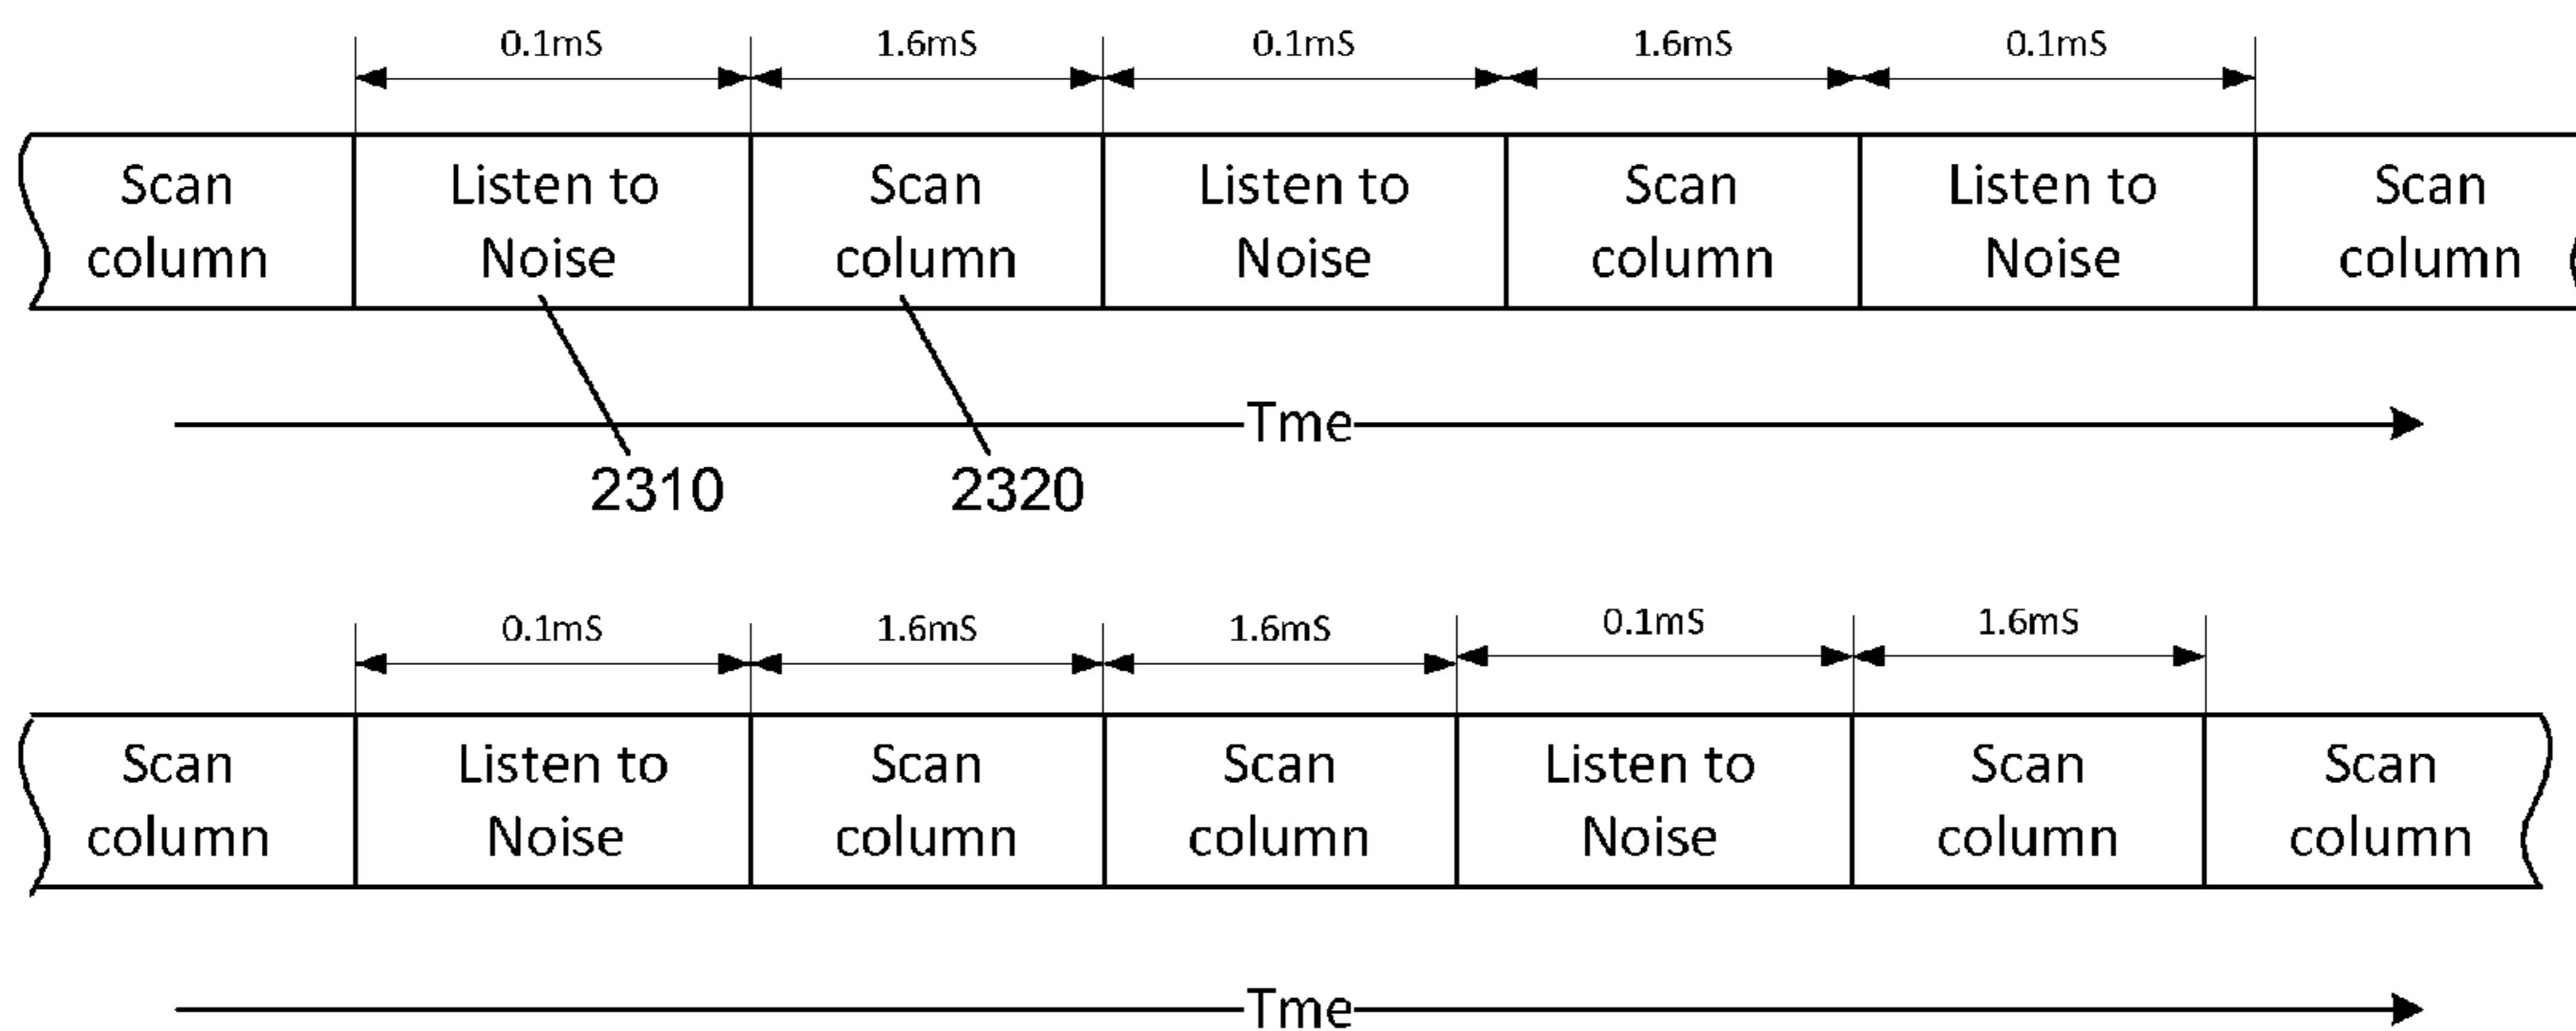 0.1mS 1.6mS 0.1mS 1.6mS 0.1mS
Scan Listen to Scan Listen to Scan Listen to Scan
column Noise column Noise column Noise column
Tme
2310 2320
0.1mS 1.6mS 1.6mS 0.1mS 1.6mS
Scan Listen to Scan Scan Listen to Scan Scan
column Noise column column Noise column column
Tme